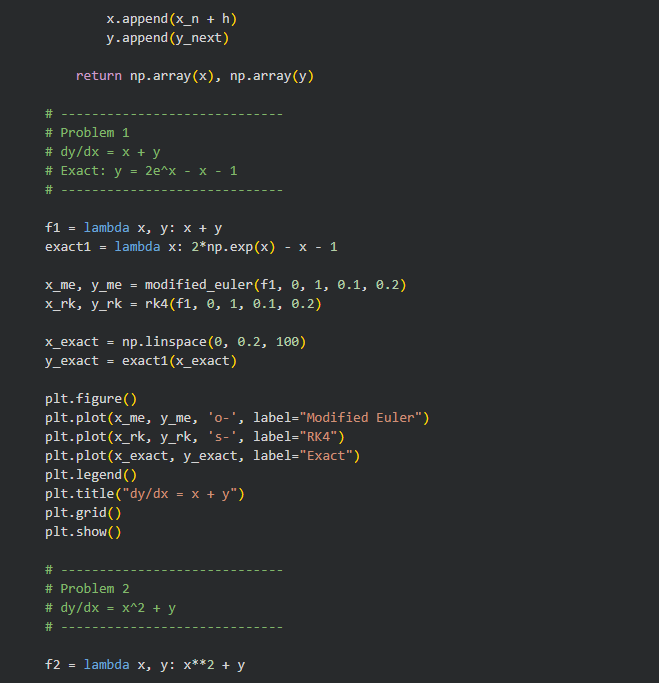 x.append(x_n + h)
y.append(y_next)
return np.array(x), np.array(y)
# -----------------------------
# Problem 1
# dy/dx = x + y
# Exact: y = 2e^x - x - 1
# -----------------------------
f1 = lambda x, y: x + y
exact1 = lambda x: 2*np.exp(x) - x - 1
x_me, y_me = modified_euler(f1, 0, 1, 0.1, 0.2)
x_rk, y_rk = rk4(f1, 0, 1, 0.1, 0.2)
x_exact = np.linspace(0, 0.2, 100)
y_exact = exact1(x_exact)
plt.figure()
plt.plot(x_me, y_me, 'o-', label="Modified Euler")
plt.plot(x_rk, y_rk, 's-', label="RK4")
plt.plot(x_exact, y_exact, label="Exact")
plt.legend()
plt.title("dy/dx = x + y")
plt.grid()
plt.show()
# -----------------------------
# Problem 2
# dy/dx = x^2 + y
# -----------------------------
f2 = lambda x, y: x**2 + y